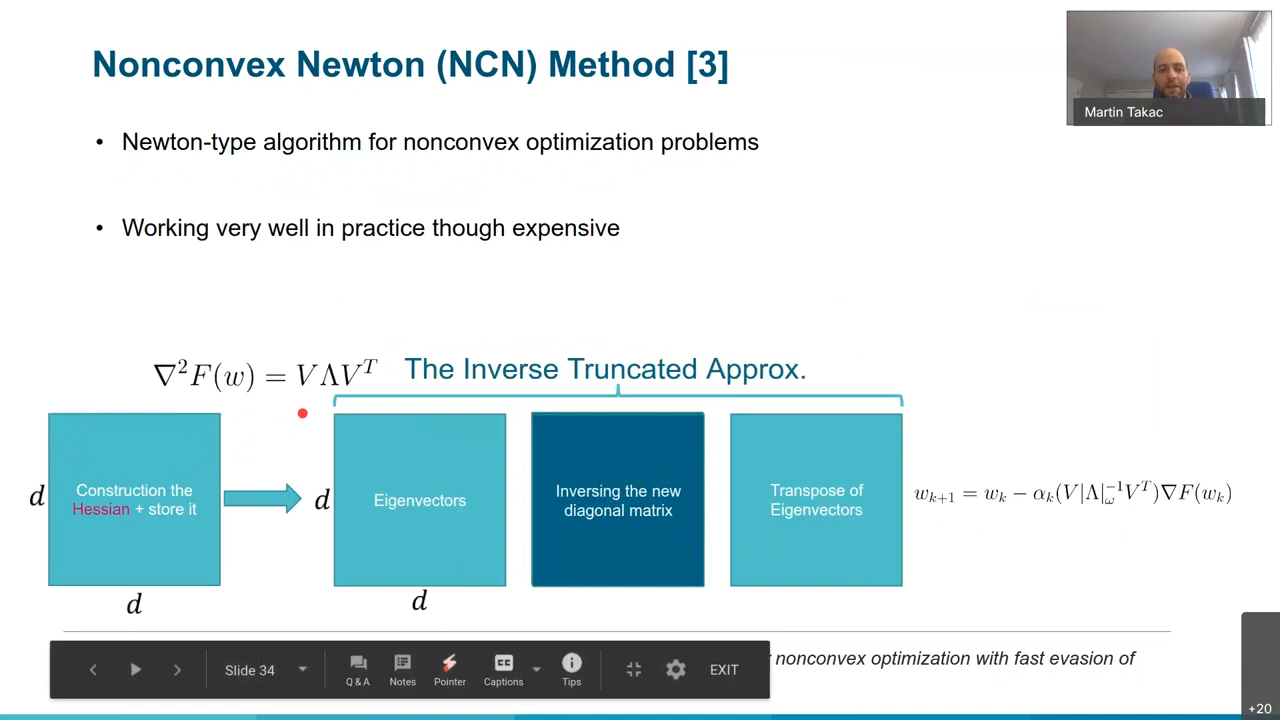 Nonconvex Newton (NCN) Method [3]
Martin Takac
• Newton-type algorithm for nonconvex optimization problems
• Working very well in practice though expensive
∇²F(w) = VΛV^T
The Inverse Truncated Approx.
d
Construction the
Hessian + store it
d
Eigenvectors
Inversing the new
diagonal matrix
Transpose of
Eigenvectors
w_{k+1} = w_k − α_k(V|Λ|_ω^{−1}V^T)∇F(w_k)
d
d
nonconvex optimization with fast evasion of
Slide 34
Q & A
Notes
Pointer
Captions
Tips
EXIT
+20